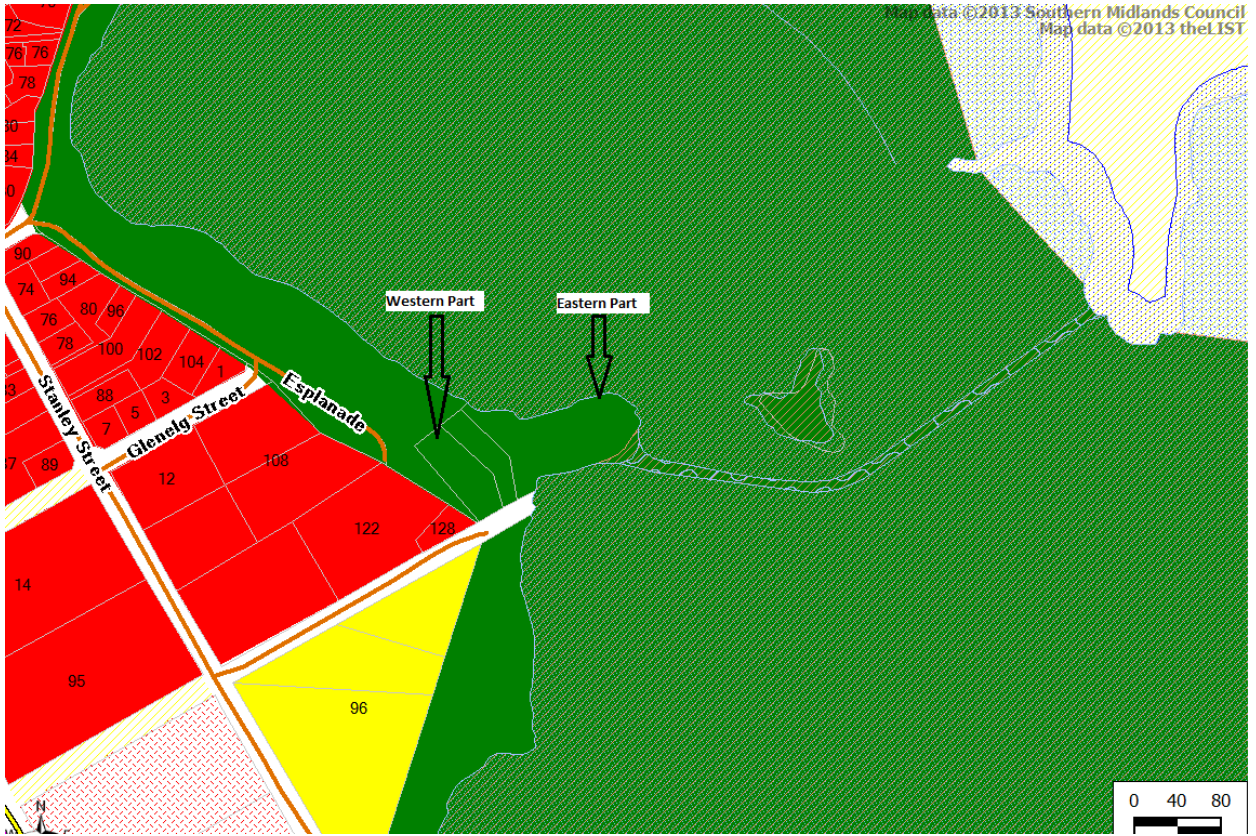 Map data ©2013 Southern Midlands Council
Map data ©2013 theLIST
72
76 76
78
90
94
74
80 96
76
78
100
102
104
1
88
3
5
7
89
12
108
122
128
14
95
96
Western Part
Eastern Part
Esplanade
Glenelg Street
Stanley Street
N
0 40 80